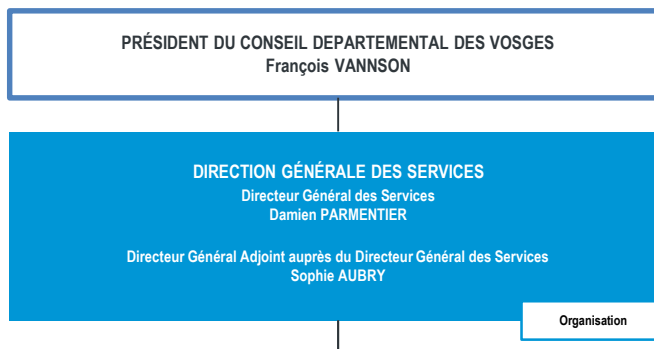 PRÉSIDENT DU CONSEIL DEPARTEMENTAL DES VOSGES
François VANNSON
DIRECTION GÉNÉRALE DES SERVICES
Directeur Général des Services
Damien PARMENTIER
Directeur Général Adjoint auprès du Directeur Général des Services
Sophie AUBRY
Organisation